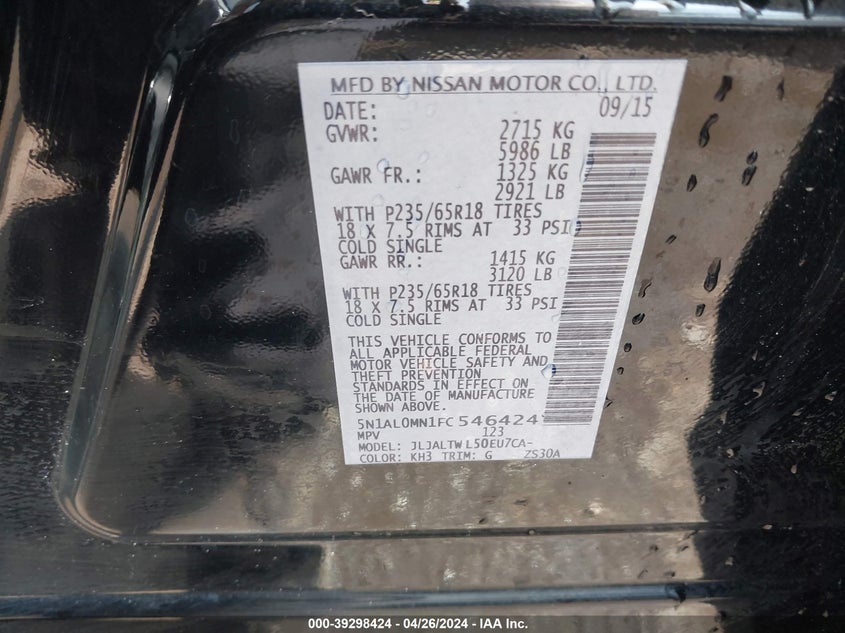 MFD BY NISSAN MOTOR CO., LTD.
DATE: 09/15
GVWR: 2715 KG
5986 LB
GAWR FR.: 1325 KG
2921 LB
WITH P235/65R18 TIRES
18 X 7.5 RIMS AT 33 PSI
COLD SINGLE
GAWR RR.: 1415 KG
3120 LB
WITH P235/65R18 TIRES
18 X 7.5 RIMS AT 33 PSI
COLD SINGLE
THIS VEHICLE CONFORMS TO
ALL APPLICABLE FEDERAL
MOTOR VEHICLE SAFETY AND
THEFT PREVENTION
STANDARDS IN EFFECT ON
THE DATE OF MANUFACTURE
SHOWN ABOVE.
5N1AL0MN1FC546424
MPV 123
MODEL: JLJALTWL50EU7CA-
COLOR: KH3 TRIM: G ZS30A
000-39298424 - 04/26/2024 - IAA Inc.